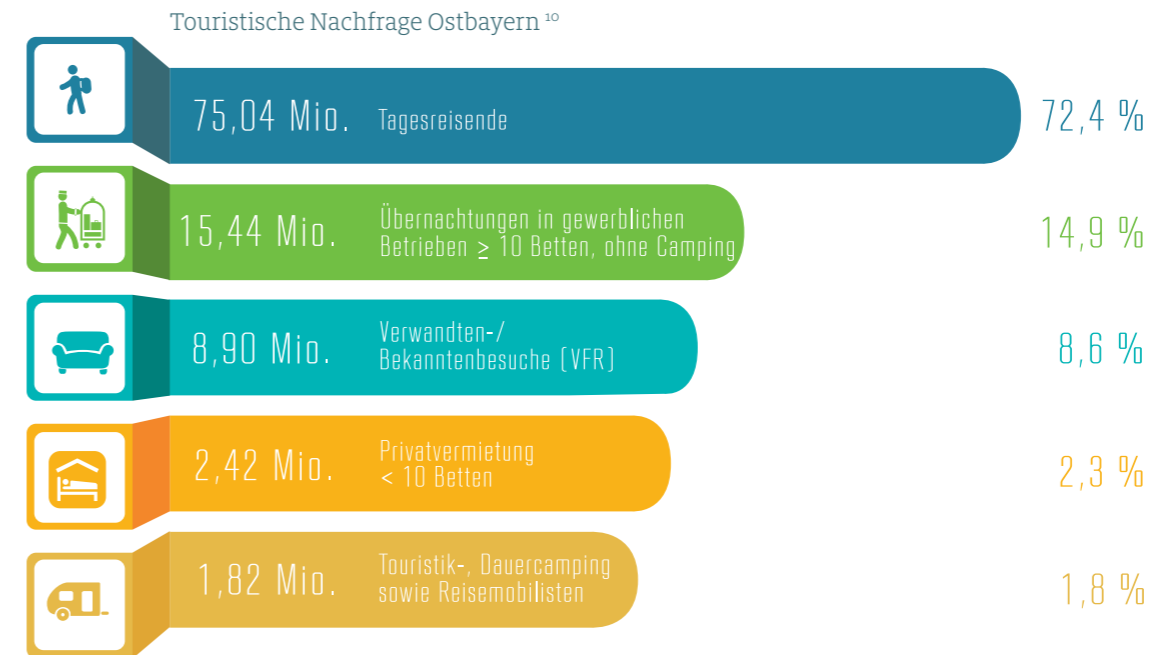 Touristische Nachfrage Ostbayern ¹⁰
75,04 Mio. Tagesreisende 72,4 %
15,44 Mio. Übernachtungen in gewerblichen
Betrieben ≥ 10 Betten, ohne Camping
14,9 %
8,90 Mio. Verwandten-/
Bekanntenbesuche (VFR)
8,6 %
2,42 Mio. Privatvermietung
< 10 Betten
2,3 %
1,82 Mio. Touristik-, Dauercamping
sowie Reisemobilisten
1,8 %